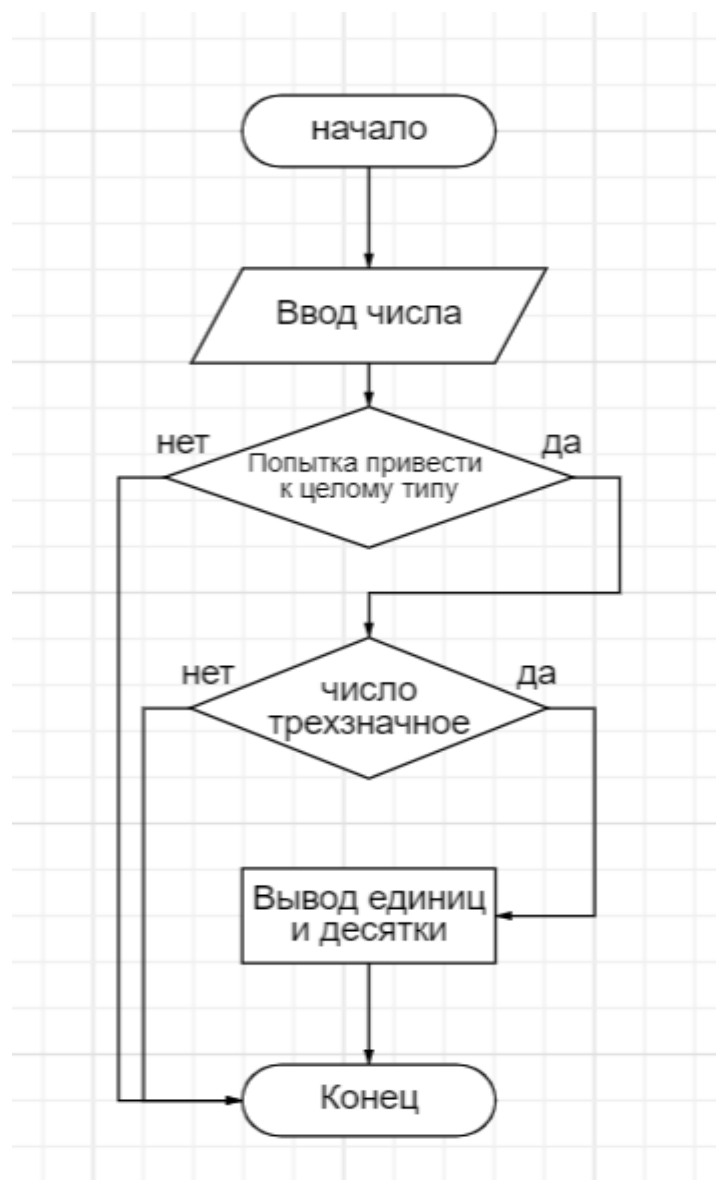 начало
Ввод числа
нет
да
Попытка привести
к целому типу
нет
да
число
трехзначное
Вывод единиц
и десятки
Конец